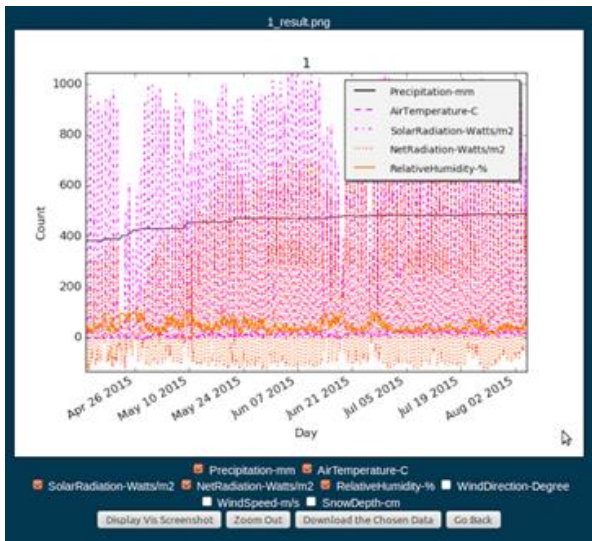 1_result.png
1
Precipitation-mm
AirTemperature-C
SolarRadiation-Watts/m2
NetRadiation-Watts/m2
RelativeHumidity-%
1000
800
600
400
200
0
Count
Apr 26 2015 May 10 2015 May 24 2015 Jun 07 2015 Jun 21 2015 Jul 05 2015 Jul 19 2015 Aug 02 2015
Day
Precipitation-mm AirTemperature-C
SolarRadiation-Watts/m2 NetRadiation-Watts/m2 RelativeHumidity-% WindDirection-Degree
WindSpeed-m/s SnowDepth-cm
Display Vis Screenshot Zoom Out Download the Chosen Data Go Back